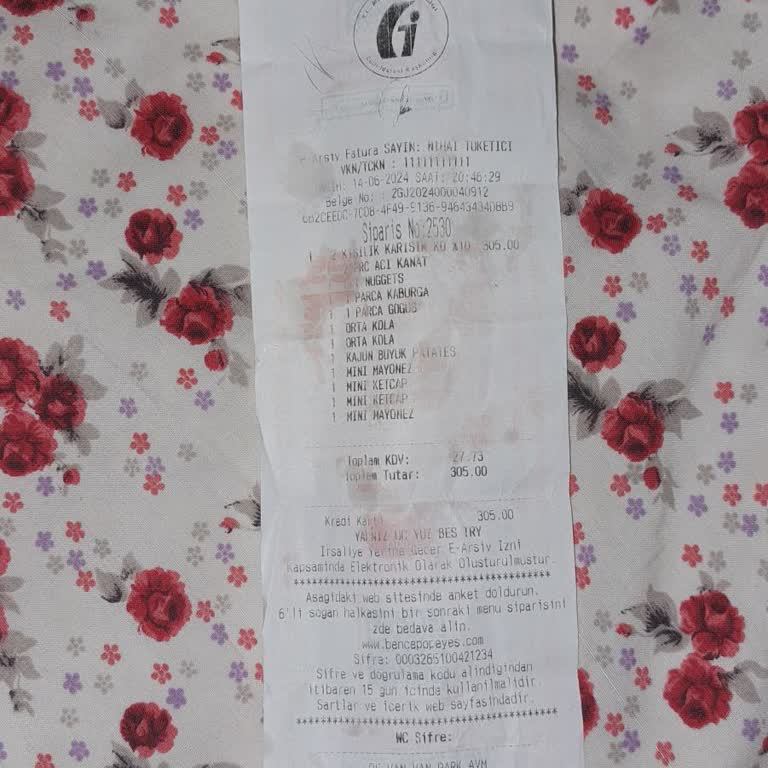 e-Arsiv Fatura SAYIN: NIHAI TUKETICI
VKN/TCKN : 11111111111
14-06-2024 SAAT: 20:46:29
Belge No: : ZGJ2024000040912
Siparis No:2530
1 2 KISILIK KARISIK KO X10 305.00
ACI KANAT
NUGGETS
1 PARCA KABURGA
1 1 PARCA GOGUS
1 ORTA KOLA
1 ORTA KOLA
1 KAJUN BUYUK PATATES
1 MINI MAYONEZ
1 MINI KETCAP
1 MINI KETCAP
1 MINI MAYONEZ
Toplam KDV: 27.73
Toplam Tutar: 305.00
Kredi Karti 305.00
YALNIZ UC YUZ BES TRY
Irsaliye Yerine Gecer E-Arsiv Izni
Kapsaminda Elektronik Olarak Olusturulmustur.
****************************************
Asagidaki web sitesinde anket doldurun.
6'li sogan halkasini bir sonraki menu siparisini
zde bedava alin.
www.bencepopeyes.com
Sifre: 0003265100421234
Sifre ve dogrulama kodu alindigindan
itibaren 15 gun icinde kullanilmalidir.
Sartlar ve icerik web sayfasindadir.
****************************************
WC Sifre:
VAN PARK AVM